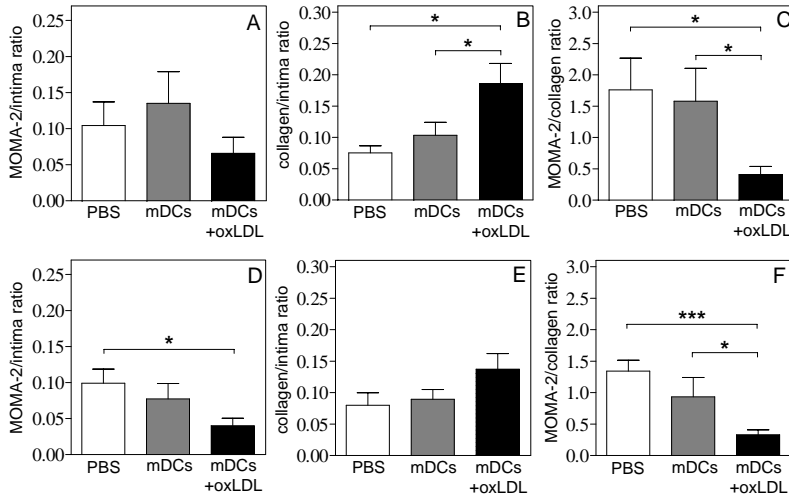 A
MOMA-2/intima ratio
0.25
0.20
0.15
0.10
0.05
0.00
PBS mDCs mDCs
+oxLDL
B
collagen/intima ratio
0.30
0.25
0.20
0.15
0.10
0.05
0.00
*
*
PBS mDCs mDCs
+oxLDL
C
MOMA-2/collagen ratio
3.0
2.5
2.0
1.5
1.0
0.5
0.0
*
*
PBS mDCs mDCs
+oxLDL
D
MOMA-2/intima ratio
0.25
0.20
0.15
0.10
0.05
0.00
*
PBS mDCs mDCs
+oxLDL
E
collagen/intima ratio
0.30
0.25
0.20
0.15
0.10
0.05
0.00
PBS mDCs mDCs
+oxLDL
F
MOMA-2/collagen ratio
3.0
2.5
2.0
1.5
1.0
0.5
0.0
***
*
PBS mDCs mDCs
+oxLDL